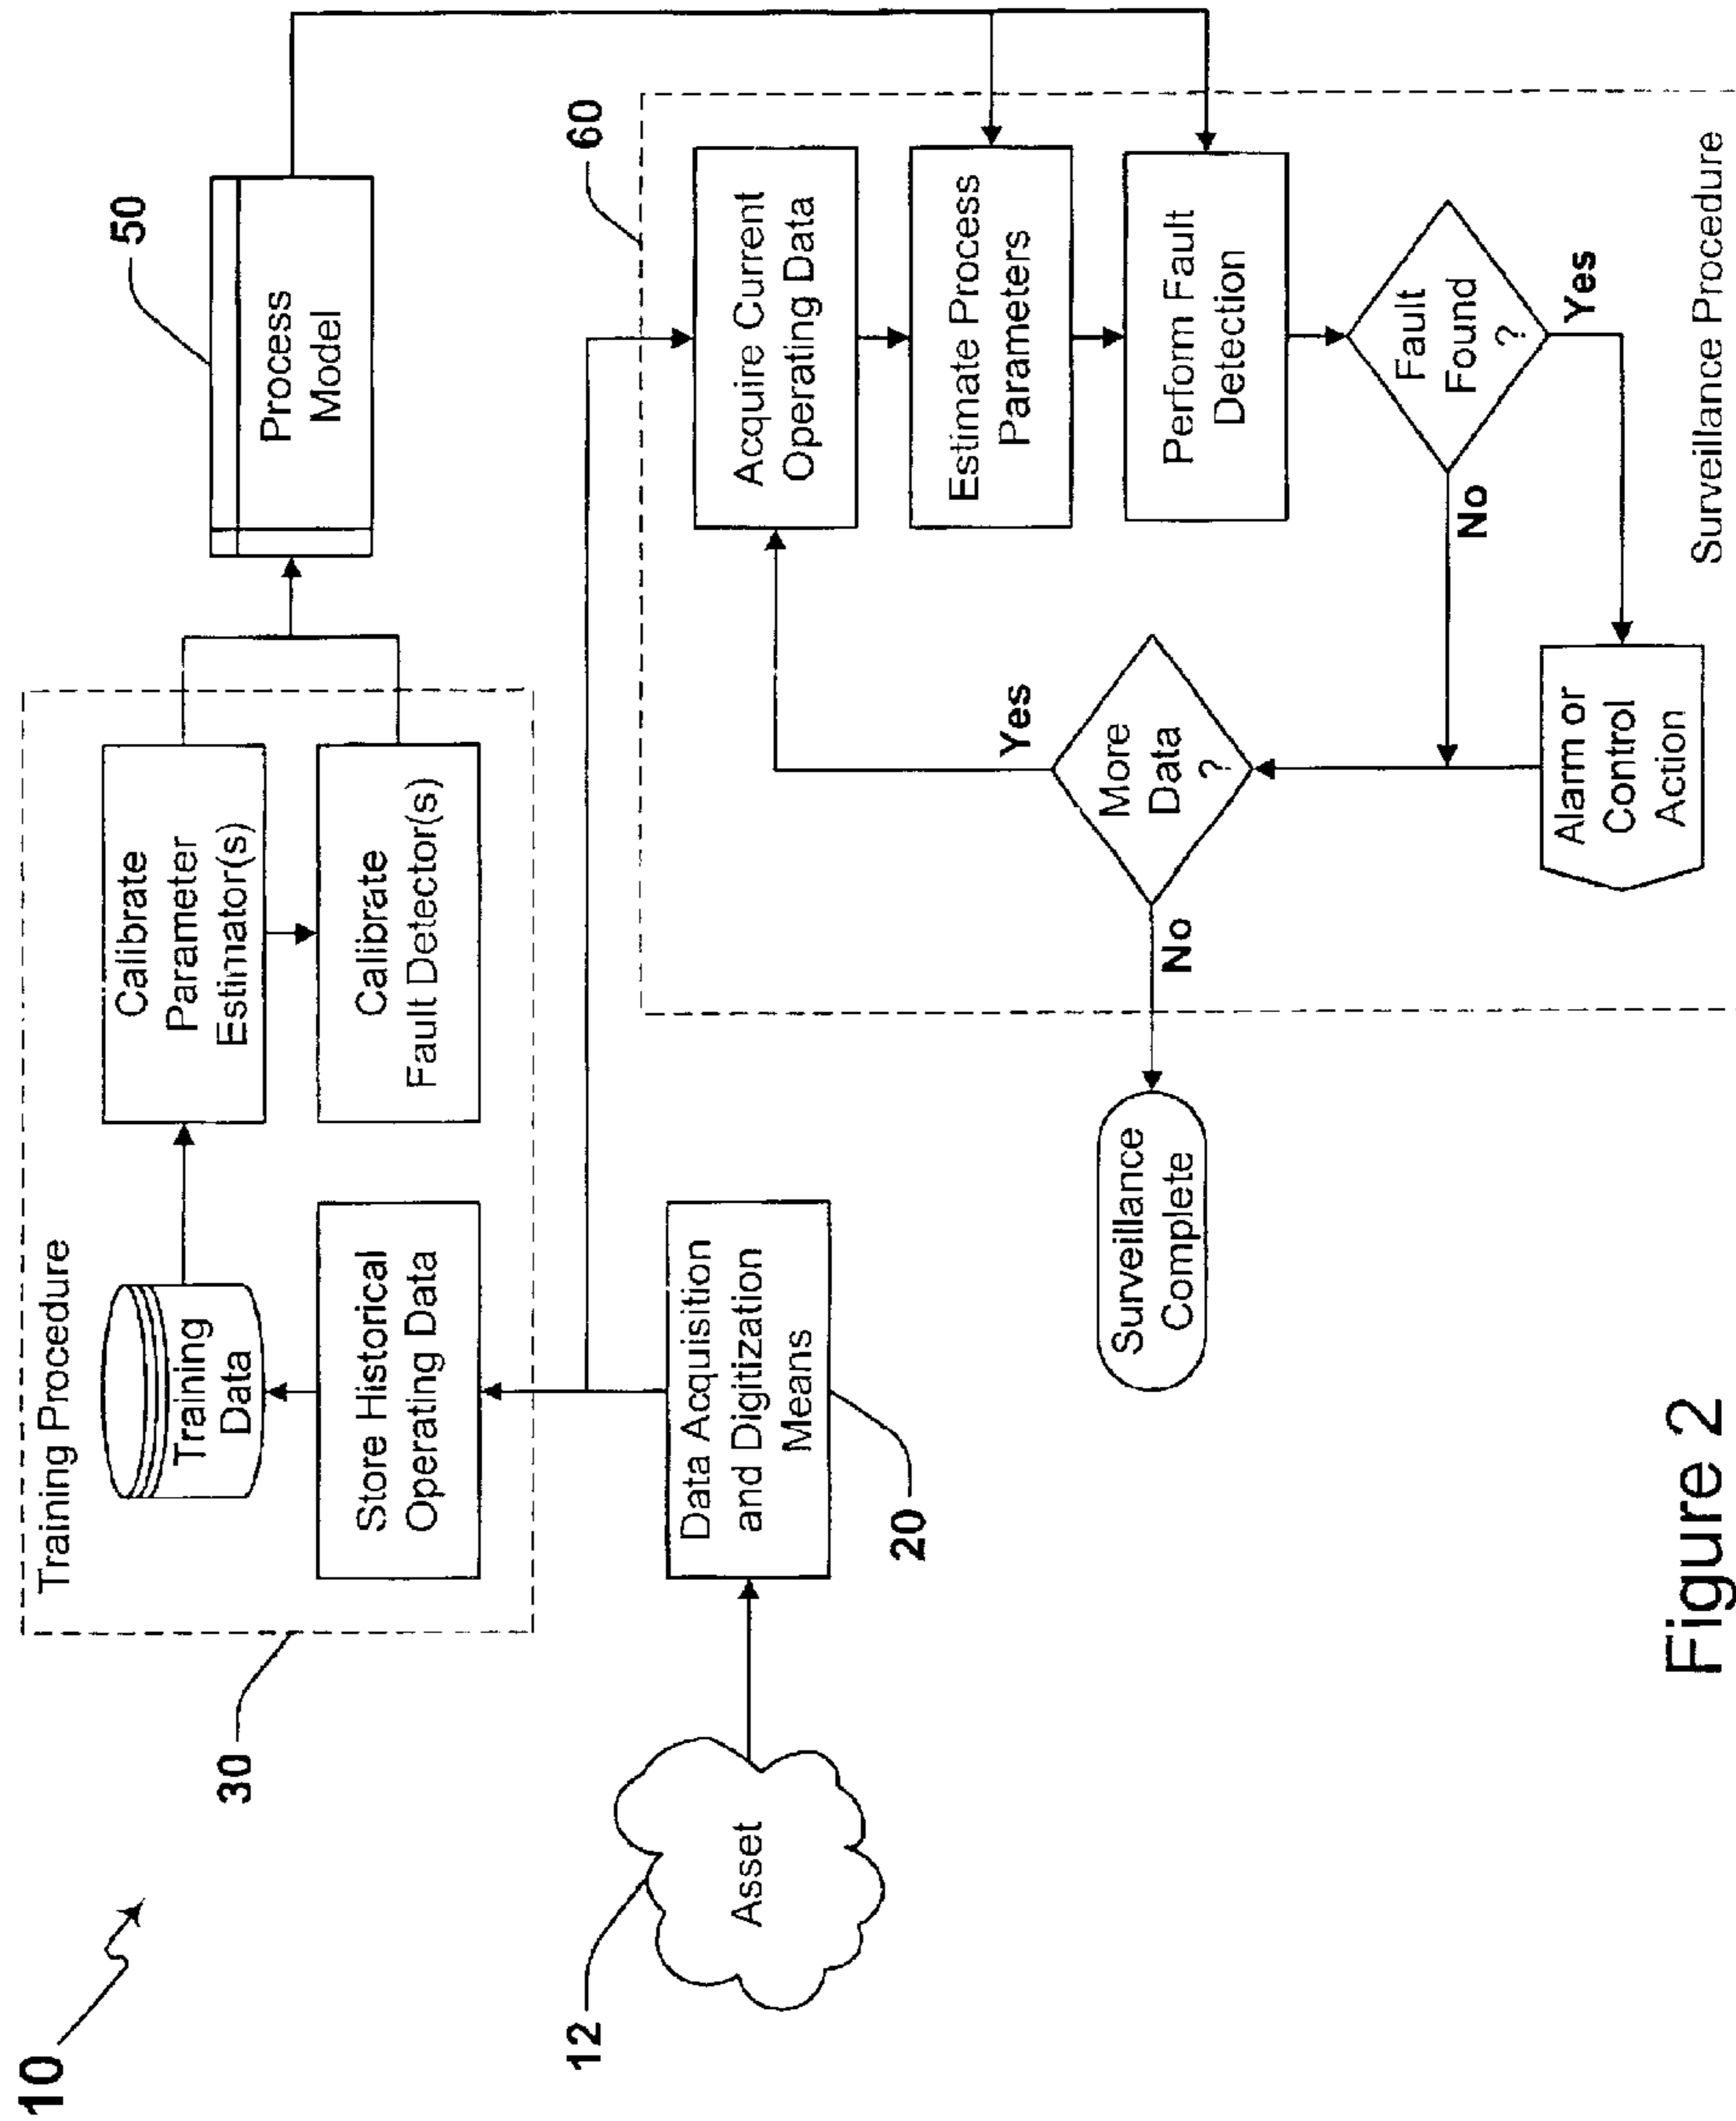 10
Training Procedure
Training
Data
Calibrate
Parameter
Estimator(s)
50
Process
Model
Store Historical
Operating Data
Calibrate
Fault Detector(s)
30
60
12
Asset
Data Acquisition
and Digitization
Means
20
Acquire Current
Operating Data
Estimate Process
Parameters
Perform Fault
Detection
Yes
More
Data
?
No
Surveillance
Complete
Fault
Found
?
No
Yes
Alarm or
Control
Action
Surveillance Procedure
Figure 2